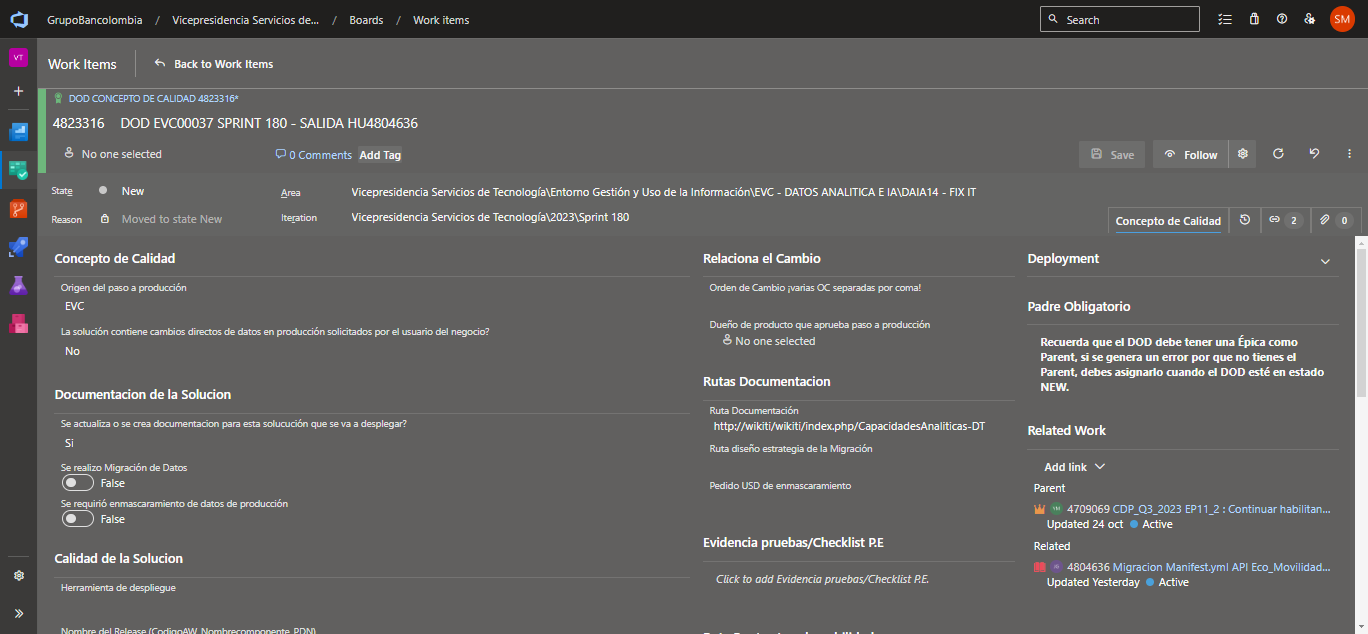 GrupoBancolombia / Vicepresidencia Servicios de... / Boards / Work items
Search
SM
VT
Work Items
Back to Work Items
DOD CONCEPTO DE CALIDAD 4823316*
4823316 DOD EVC00037 SPRINT 180 - SALIDA HU4804636
No one selected
0 Comments
Add Tag
Save
Follow
State
New
Area
Vicepresidencia Servicios de Tecnología\Entorno Gestión y Uso de la Información\EVC - DATOS ANALITICA E IA\DAIA14 - FIX IT
Reason
Moved to state New
Iteration
Vicepresidencia Servicios de Tecnología\2023\Sprint 180
Concepto de Calidad
2
0
Concepto de Calidad
Origen del paso a producción
EVC
La solución contiene cambios directos de datos en producción solicitados por el usuario del negocio?
No
Documentacion de la Solucion
Se actualiza o se crea documentacion para esta solucución que se va a desplegar?
Si
Se realizo Migración de Datos
False
Se requirió enmascaramiento de datos de producción
False
Calidad de la Solucion
Herramienta de despliegue
Nombre del Release (CodigoAW_Nombrecomponente_PDN)
Relaciona el Cambio
Orden de Cambio ¡varias OC separadas por coma!
Dueño de producto que aprueba paso a producción
No one selected
Rutas Documentacion
Ruta Documentación
http://wikiti/wikiti/index.php/CapacidadesAnaliticas-DT
Ruta diseño estrategia de la Migración
Pedido USD de enmascaramiento
Evidencia pruebas/Checklist P.E
Click to add Evidencia pruebas/Checklist P.E.
Deployment
Padre Obligatorio
Recuerda que el DOD debe tener una Épica como
Parent, si se genera un error por que no tienes el
Parent, debes asignarlo cuando el DOD esté en estado
NEW.
Related Work
Add link
Parent
4709069 CDP_Q3_2023 EP11_2 : Continuar habilitan...
Updated 24 oct Active
Related
4804636 Migracion Manifest.yml API Eco_Movilidad...
Updated Yesterday Active